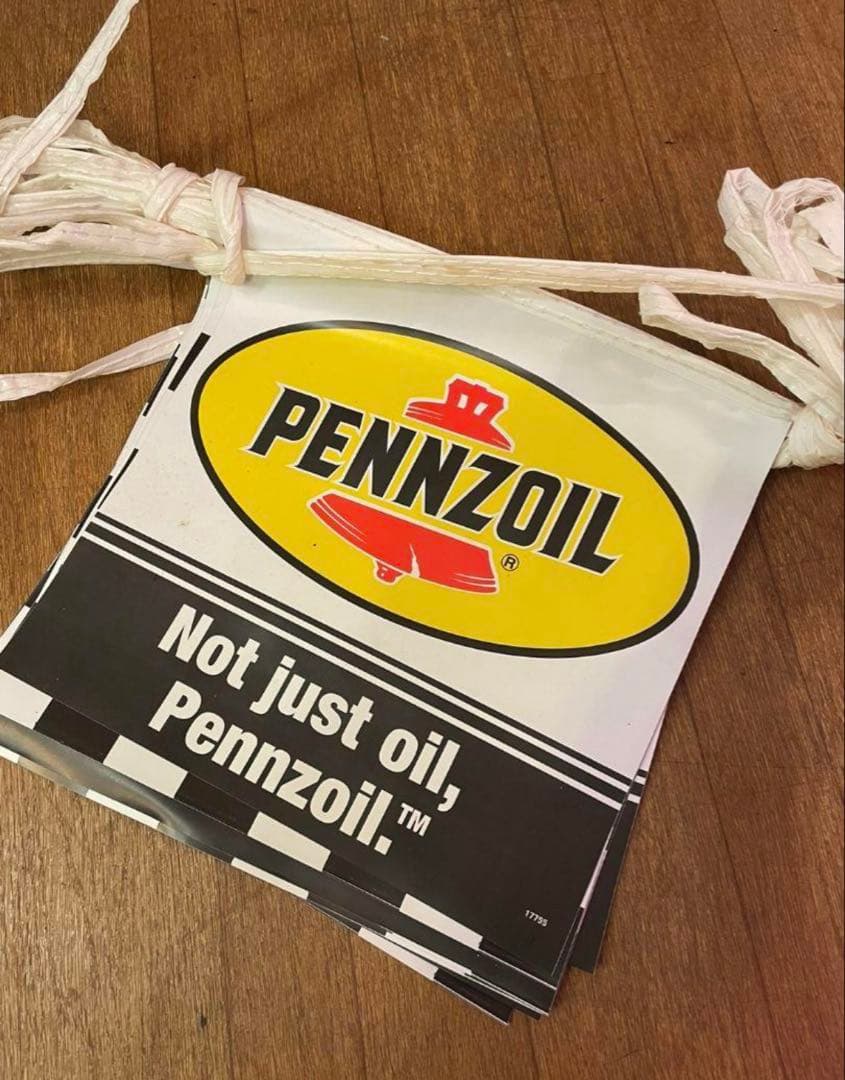 PENNZOIL
®
Not just oil,
Pennzoil.™
17795